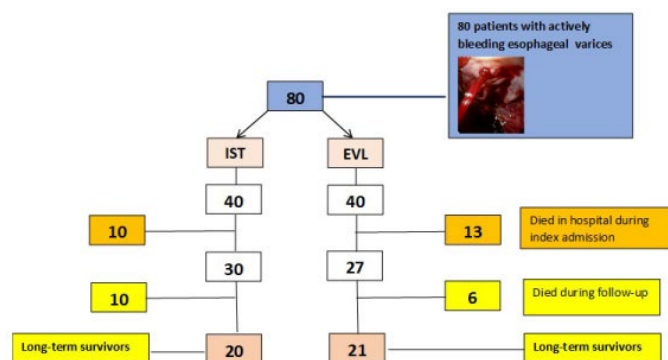 80 patients with actively
bleeding esophageal varices
80
IST
EVL
40
40
10
13
Died in hospital during
index admission
30
27
10
6
Died during follow-up
Long-term survivors
20
21
Long-term survivors